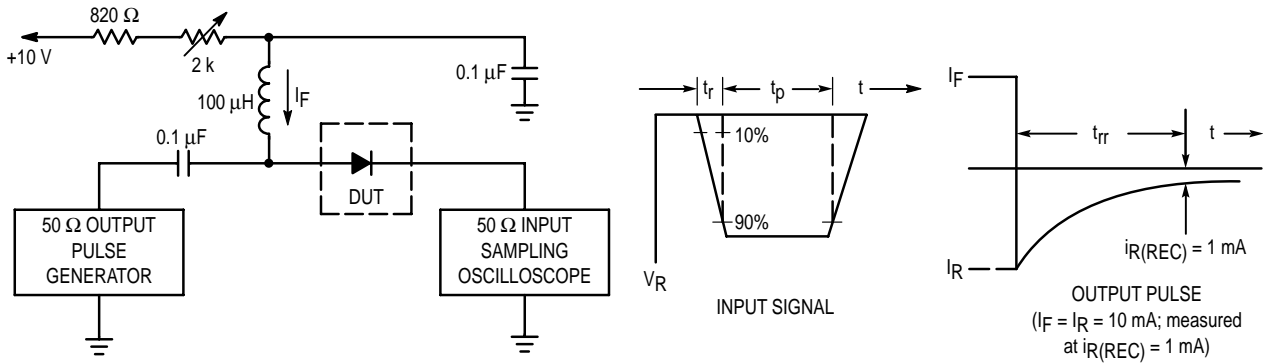 820 Ω
+10 V
2 k
100 μH
I_F
0.1 μF
0.1 μF
DUT
50 Ω OUTPUT
PULSE
GENERATOR
50 Ω INPUT
SAMPLING
OSCILLOSCOPE
t_r
t_p
t
10%
90%
V_R
INPUT SIGNAL
I_F
t_rr
t
I_R
i_R(REC) = 1 mA
OUTPUT PULSE
(I_F = I_R = 10 mA; measured
at i_R(REC) = 1 mA)